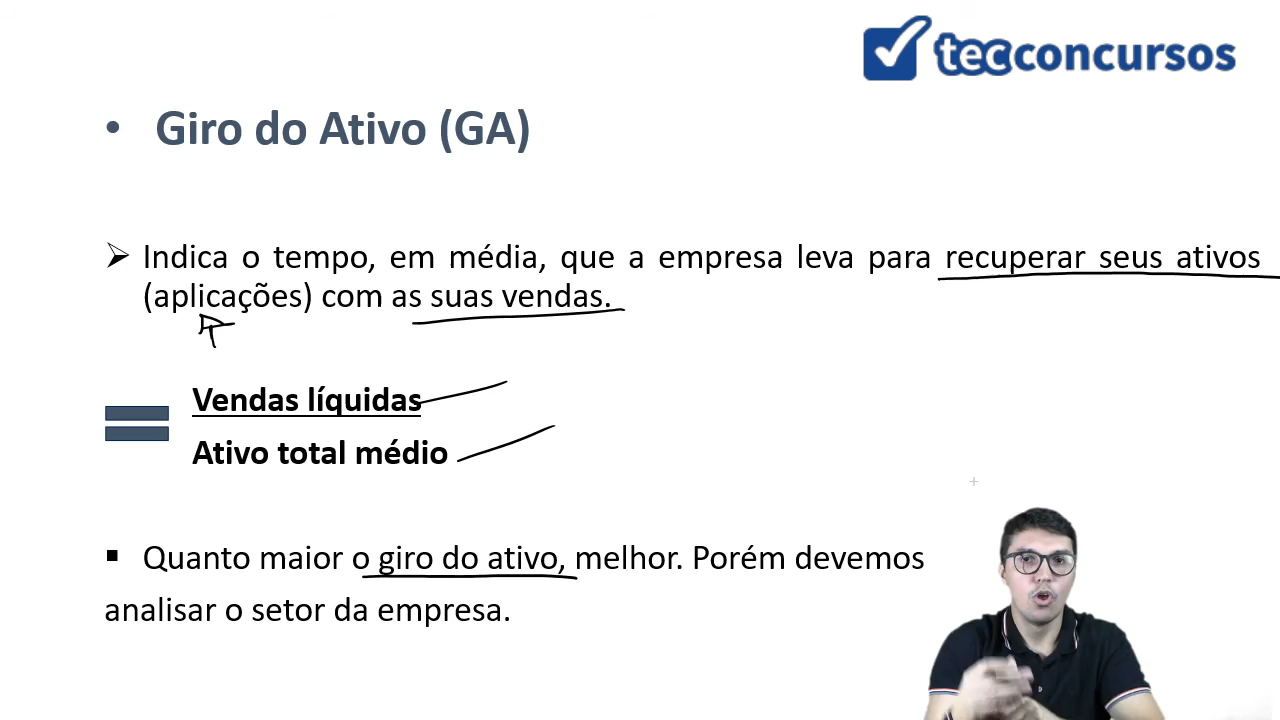 tecconcursos
• Giro do Ativo (GA)
➢ Indica o tempo, em média, que a empresa leva para recuperar seus ativos
(aplicações) com as suas vendas.
Vendas líquidas
Ativo total médio
▪ Quanto maior o giro do ativo, melhor. Porém devemos
analisar o setor da empresa.